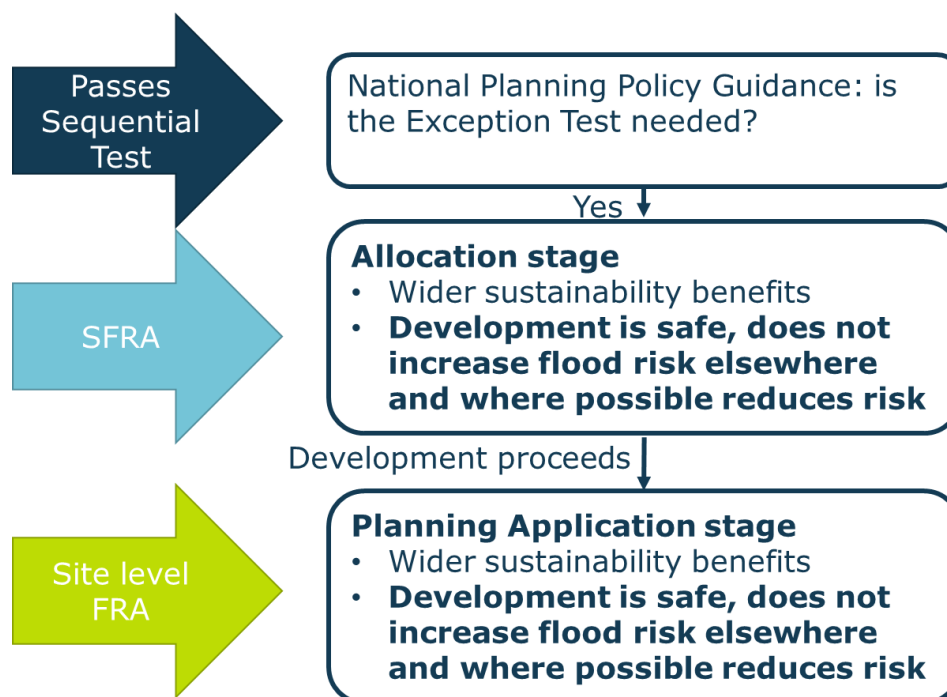 Passes
Sequential
Test
National Planning Policy Guidance: is
the Exception Test needed?
Yes
SFRA
Allocation stage
• Wider sustainability benefits
• Development is safe, does not
increase flood risk elsewhere
and where possible reduces risk
Development proceeds
Site level
FRA
Planning Application stage
• Wider sustainability benefits
• Development is safe, does not
increase flood risk elsewhere
and where possible reduces risk